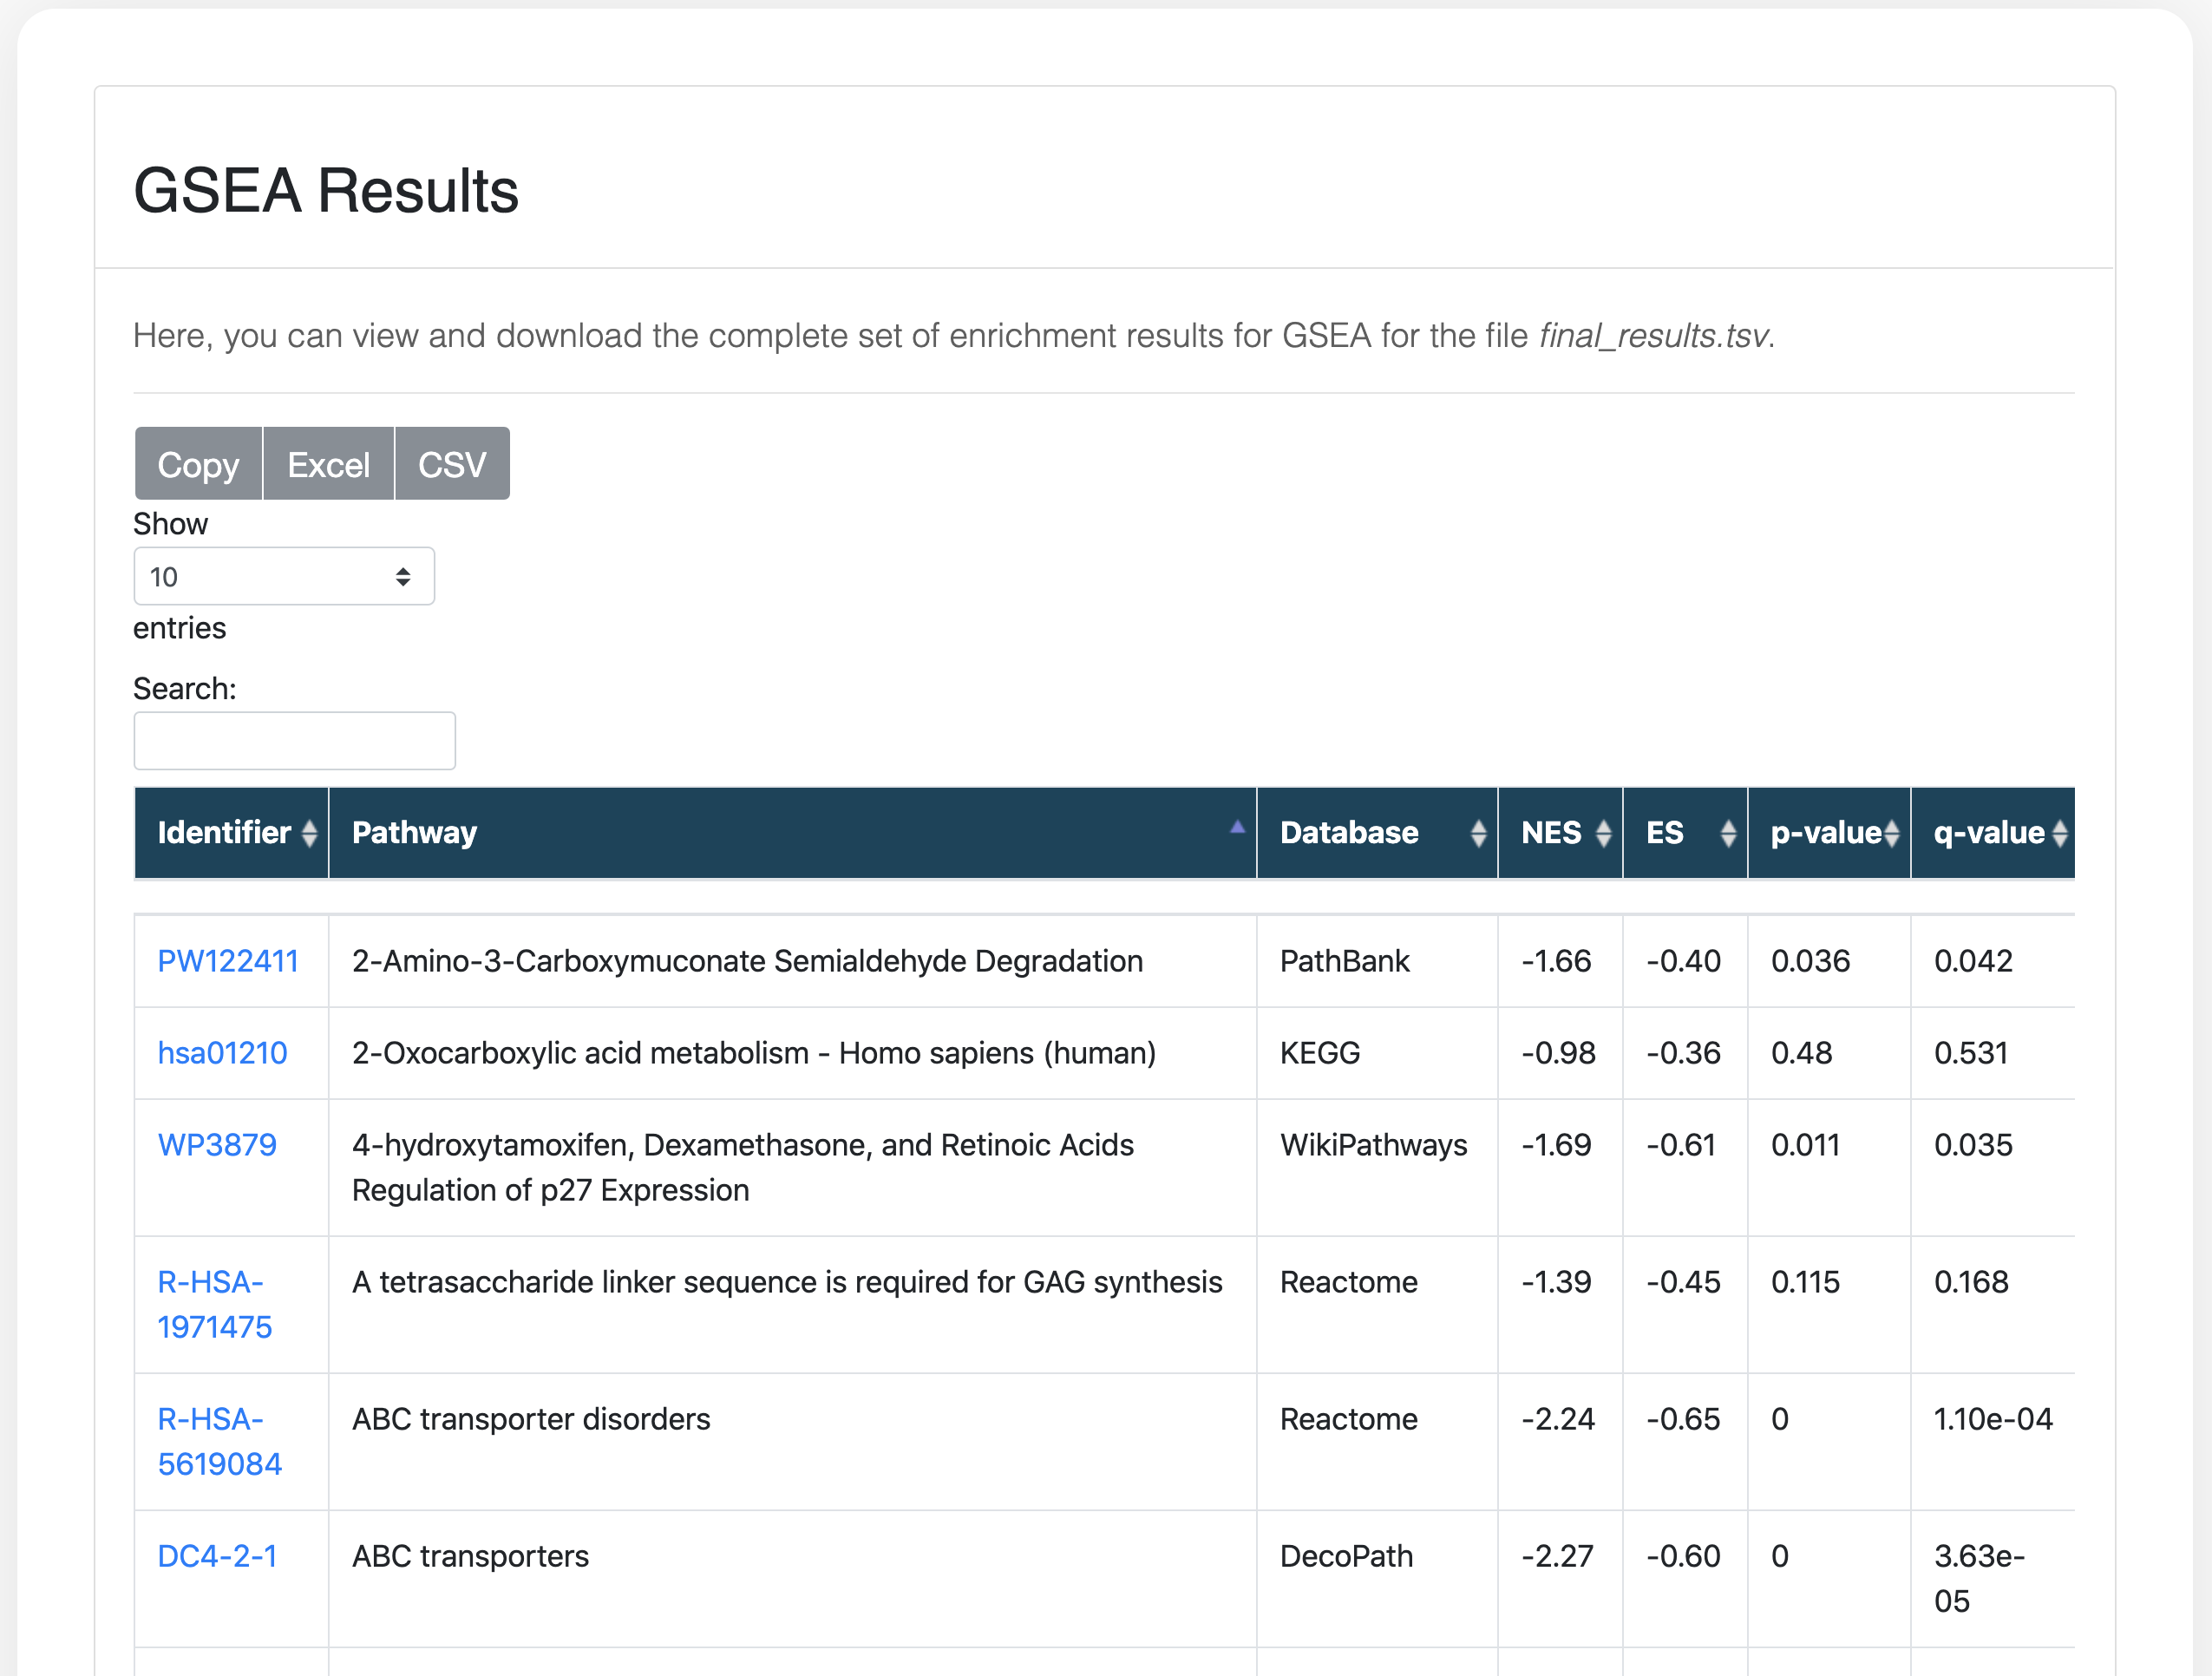 GSEA Results
Here, you can view and download the complete set of enrichment results for GSEA for the file final_results.tsv.
Copy Excel CSV
Show
10
entries
Search:
Identifier Pathway Database NES ES p-value q-value
PW122411 2-Amino-3-Carboxymuconate Semialdehyde Degradation PathBank -1.66 -0.40 0.036 0.042
hsa01210 2-Oxocarboxylic acid metabolism - Homo sapiens (human) KEGG -0.98 -0.36 0.48 0.531
WP3879 4-hydroxytamoxifen, Dexamethasone, and Retinoic Acids WikiPathways -1.69 -0.61 0.011 0.035
Regulation of p27 Expression
R-HSA- A tetrasaccharide linker sequence is required for GAG synthesis Reactome -1.39 -0.45 0.115 0.168
1971475
R-HSA- ABC transporter disorders Reactome -2.24 -0.65 0 1.10e-04
5619084
DC4-2-1 ABC transporters DecoPath -2.27 -0.60 0 3.63e-
05